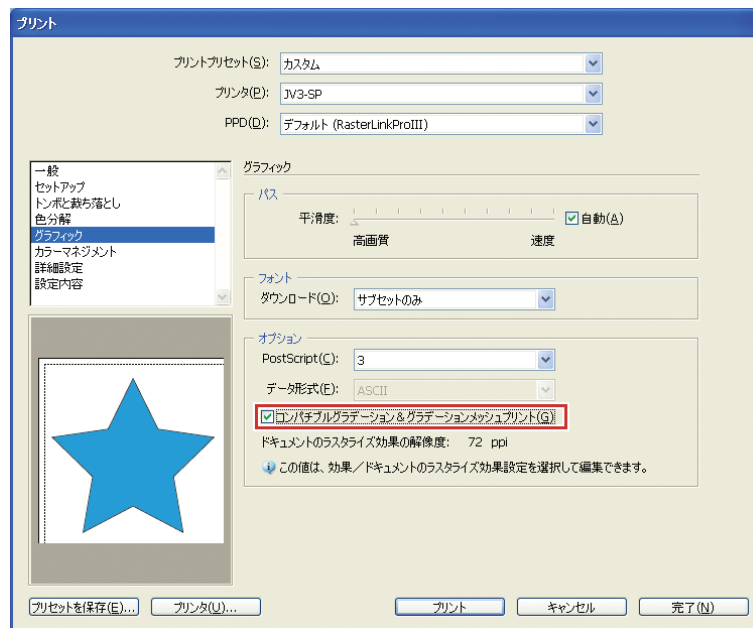 プリント
プリントプリセット(S): カスタム
プリンタ(P): JV3-SP
PPD(D): デフォルト (RasterLinkProIII)
一般
セットアップ
トンボと裁ち落とし
色分解
グラフィック
カラーマネジメント
詳細設定
設定内容
グラフィック
パス
平滑度: 自動(A)
高画質 速度
フォント
ダウンロード(O): サブセットのみ
オプション
PostScript(C): 3
データ形式(F): ASCII
コンパチブルグラデーション＆グラデーションメッシュプリント(G)
ドキュメントのラスタライズ効果の解像度: 72 ppi
この値は、効果／ドキュメントのラスタライズ効果設定を選択して編集できます。
プリセットを保存(E)... プリンタ(U)... プリント キャンセル 完了(N)